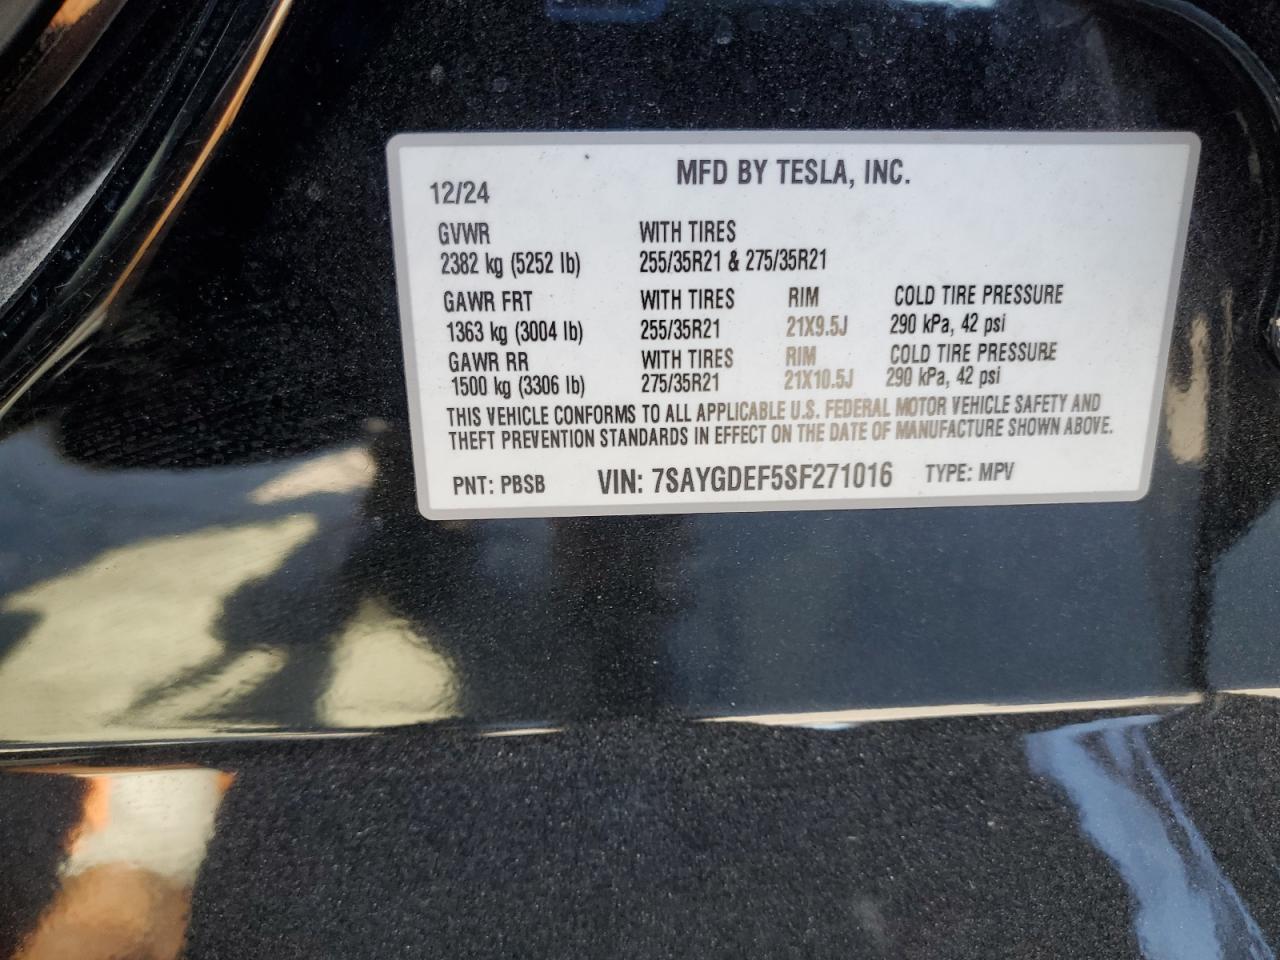 MFD BY TESLA, INC.
12/24
GVWR WITH TIRES
2382 kg (5252 lb) 255/35R21 & 275/35R21
GAWR FRT WITH TIRES RIM COLD TIRE PRESSURE
1363 kg (3004 lb) 255/35R21 21X9.5J 290 kPa, 42 psi
GAWR RR WITH TIRES RIM COLD TIRE PRESSURE
1500 kg (3306 lb) 275/35R21 21X10.5J 290 kPa, 42 psi
THIS VEHICLE CONFORMS TO ALL APPLICABLE U.S. FEDERAL MOTOR VEHICLE SAFETY AND
THEFT PREVENTION STANDARDS IN EFFECT ON THE DATE OF MANUFACTURE SHOWN ABOVE.
PNT: PBSB VIN: 7SAYGDEF5SF271016 TYPE: MPV